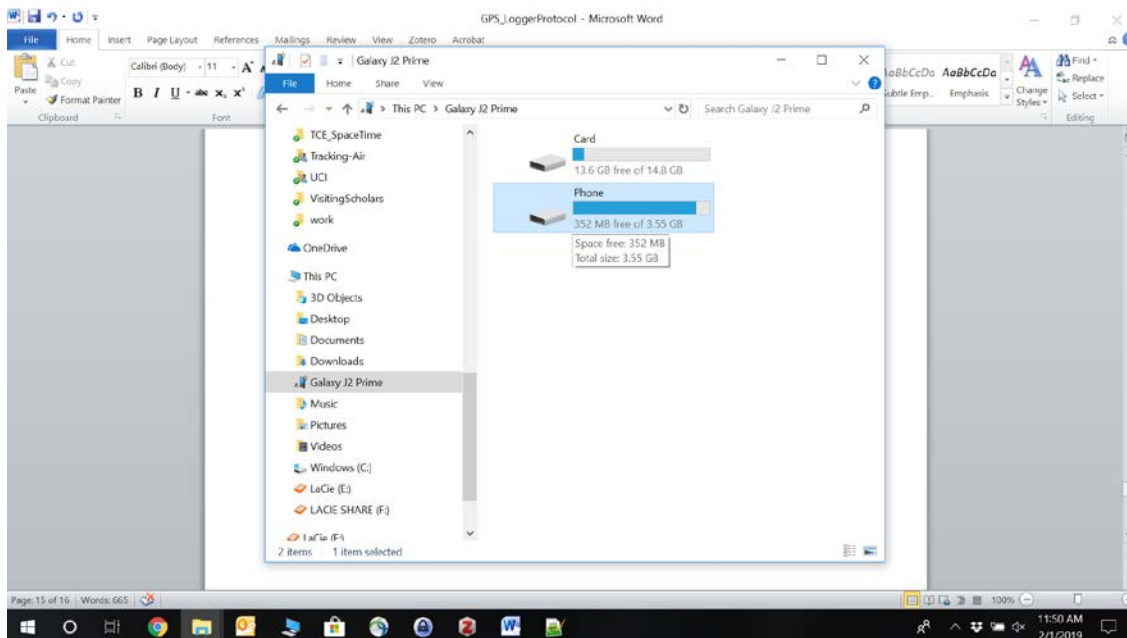 GPS_LoggerProtocol - Microsoft Word
File Home Insert Page Layout References Mailings Review View Zotero Acrobat
Paste
Cut
Copy
Format Painter
Clipboard
Calibri (Body) 11
B I U abc x, x
Font
AaBbCcDc AaBbCcDc
Emphasis
Change
Styles
Find
Replace
Select
Editing
Galaxy J2 Prime
File Home Share View
This PC > Galaxy J2 Prime
Search Galaxy J2 Prime
TCE_SpaceTime
Tracking-Air
UCI
VisitingScholars
work
OneDrive
This PC
3D Objects
Desktop
Documents
Downloads
Galaxy J2 Prime
Music
Pictures
Videos
Windows (C:)
LaCie (E:)
LACIE SHARE (F:)
Card
13.6 GB free of 14.8 GB
Phone
352 MB free of 3.55 GB
Space free: 352 MB
Total size: 3.55 GB
2 items 1 item selected
Page: 15 of 16 Words: 665
100%
11:50 AM
2/1/2019